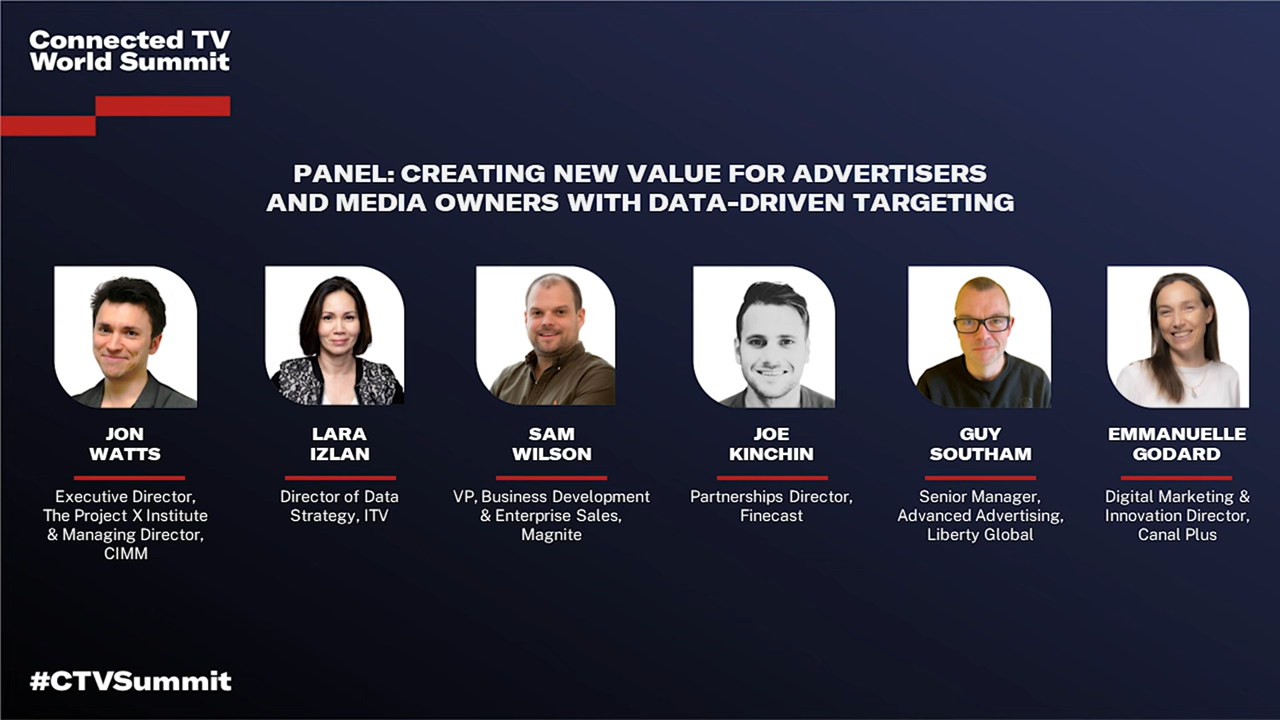 Connected TV
World Summit
PANEL: CREATING NEW VALUE FOR ADVERTISERS
AND MEDIA OWNERS WITH DATA-DRIVEN TARGETING
JON
WATTS
Executive Director,
The Project X Institute
& Managing Director,
CIMM
LARA
IZLAN
Director of Data
Strategy, ITV
SAM
WILSON
VP, Business Development
& Enterprise Sales,
Magnite
JOE
KINCHIN
Partnerships Director,
Finecast
GUY
SOUTHAM
Senior Manager,
Advanced Advertising,
Liberty Global
EMMANUELLE
GODARD
Digital Marketing &
Innovation Director,
Canal Plus
#CTVSummit